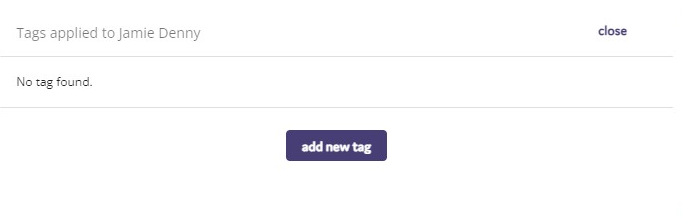 Tags applied to Jamie Denny
close
No tag found.
add new tag